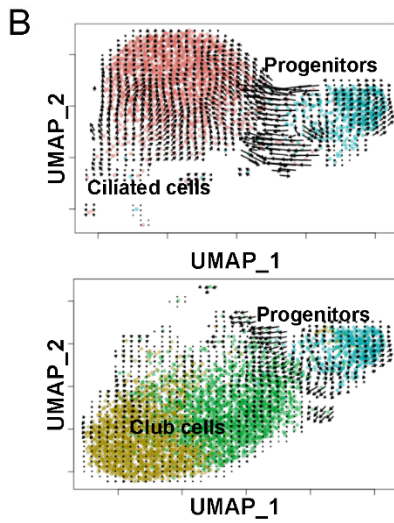 B
Progenitors
UMAP_2
Ciliated cells
UMAP_1
Progenitors
UMAP_2
Club cells
UMAP_1